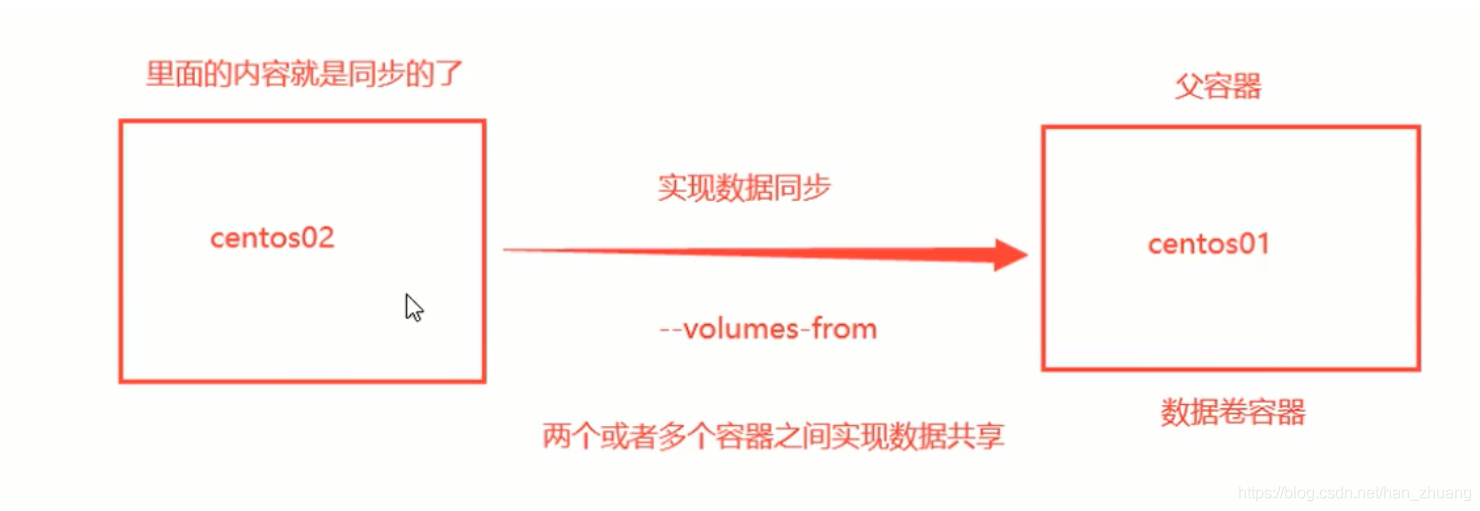 里面的内容就是同步的了
父容器
实现数据同步
centos02
centos01
--volumes-from
数据卷容器
两个或者多个容器之间实现数据共享
https://blog.csdn.net/han_zhuang